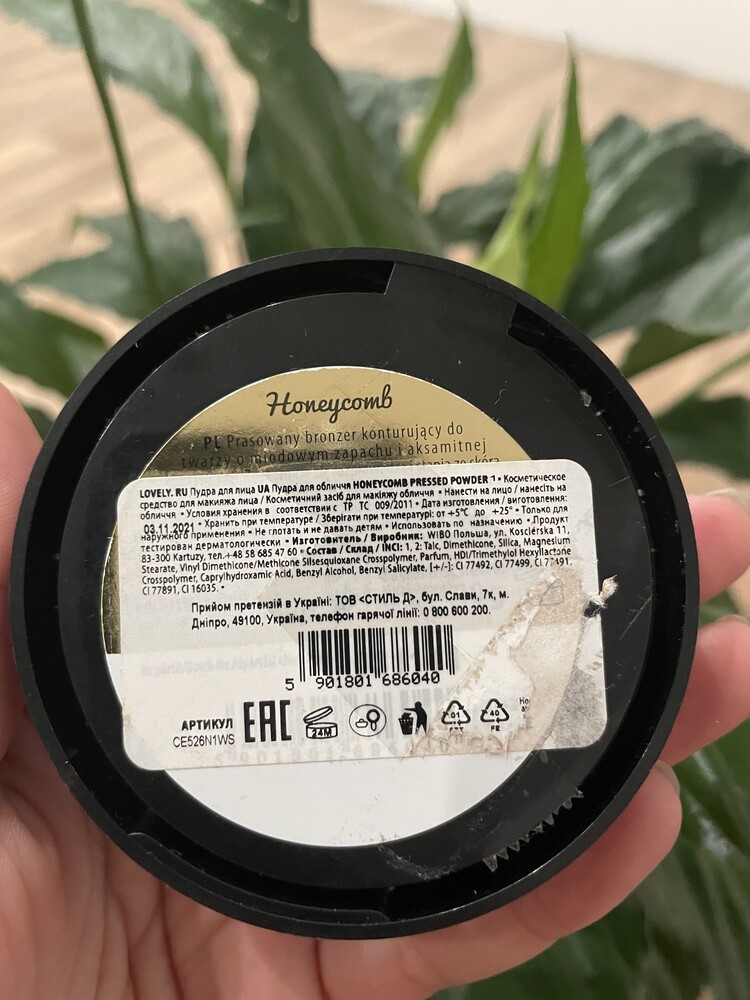 Honeycomb
PL Prasowany bronzer konturujący do
twarzy o miodowym zapachu i aksamitnej
LOVELY. RU Пудра для лица UA Пудра для обличчя HONEYCOMB PRESSED POWDER 1 • Косметическое
средство для макияжа лица / Косметичний засіб для макіяжу обличчя • Нанести на лицо / нанесіть на
обличчя • Условия хранения в соответствии с ТР ТС 009/2011 • Дата изготовления / виготовлення:
03.11.2021 • Хранить при температуре / Зберігати при температурі: от +5°C до +25° • Только для
наружного применения • Не глотать и не давать детям • Использовать по назначению • Продукт
тестирован дерматологически • Изготовитель / Виробник: WIBO Польша, ул. Kościerska 11,
83-300 Kartuzy, тел.+48 58 685 47 60 • Состав / Склад / INCI: 1, 2: Talc, Dimethicone, Silica, Magnesium
Stearate, Vinyl Dimethicone/Methicone Silsesquioxane Crosspolymer, Parfum, HDI/Trimethylol Hexyllactone
Crosspolymer, Caprylhydroxamic Acid, Benzyl Alcohol, Benzyl Salicylate, [+/-]: CI 77492, CI 77499, CI 77491,
CI 77891, CI 16035. •
Прийом претензій в Україні: ТОВ <СТИЛЬ Д>, бул. Слави, 7к, м.
Дніпро, 49100, Україна, телефон гарячої лінії: 0 800 600 200.
5 901801 686040
АРТИКУЛ
CE526N1WS
EAC
24M
01
40
FE